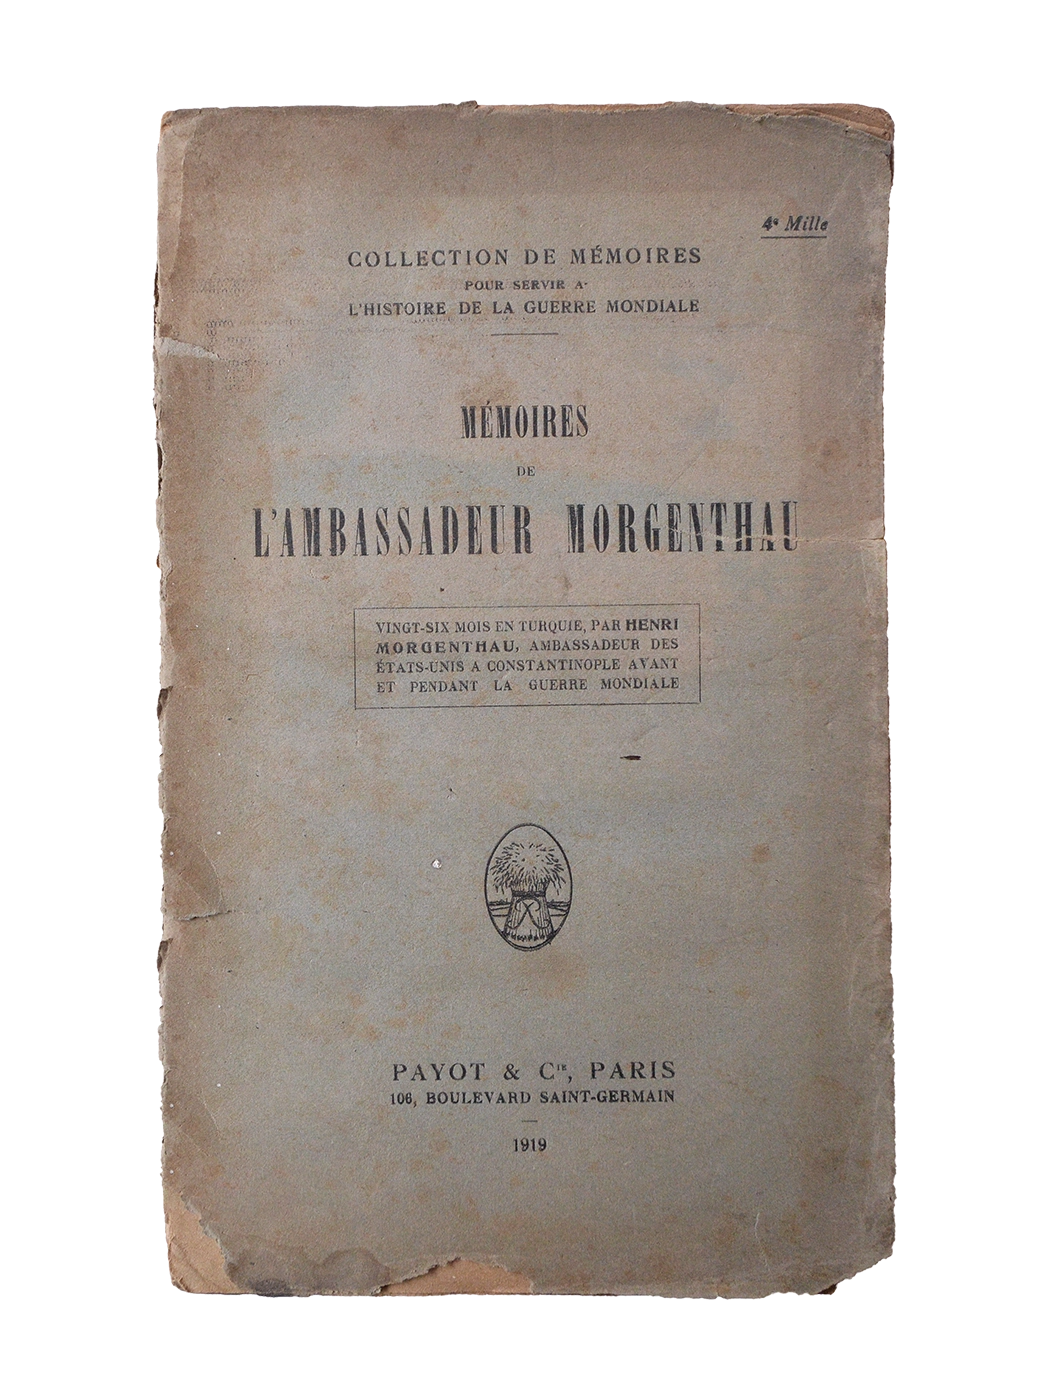 4e Mille
COLLECTION DE MÉMOIRES
POUR SERVIR A
L'HISTOIRE DE LA GUERRE MONDIALE
MÉMOIRES
DE
L'AMBASSADEUR MORGENTHAU
VINGT-SIX MOIS EN TURQUIE, PAR HENRI
MORGENTHAU, AMBASSADEUR DES
ÉTATS-UNIS A CONSTANTINOPLE AVANT
ET PENDANT LA GUERRE MONDIALE
PAYOT & CIE, PARIS
106, BOULEVARD SAINT-GERMAIN
1919